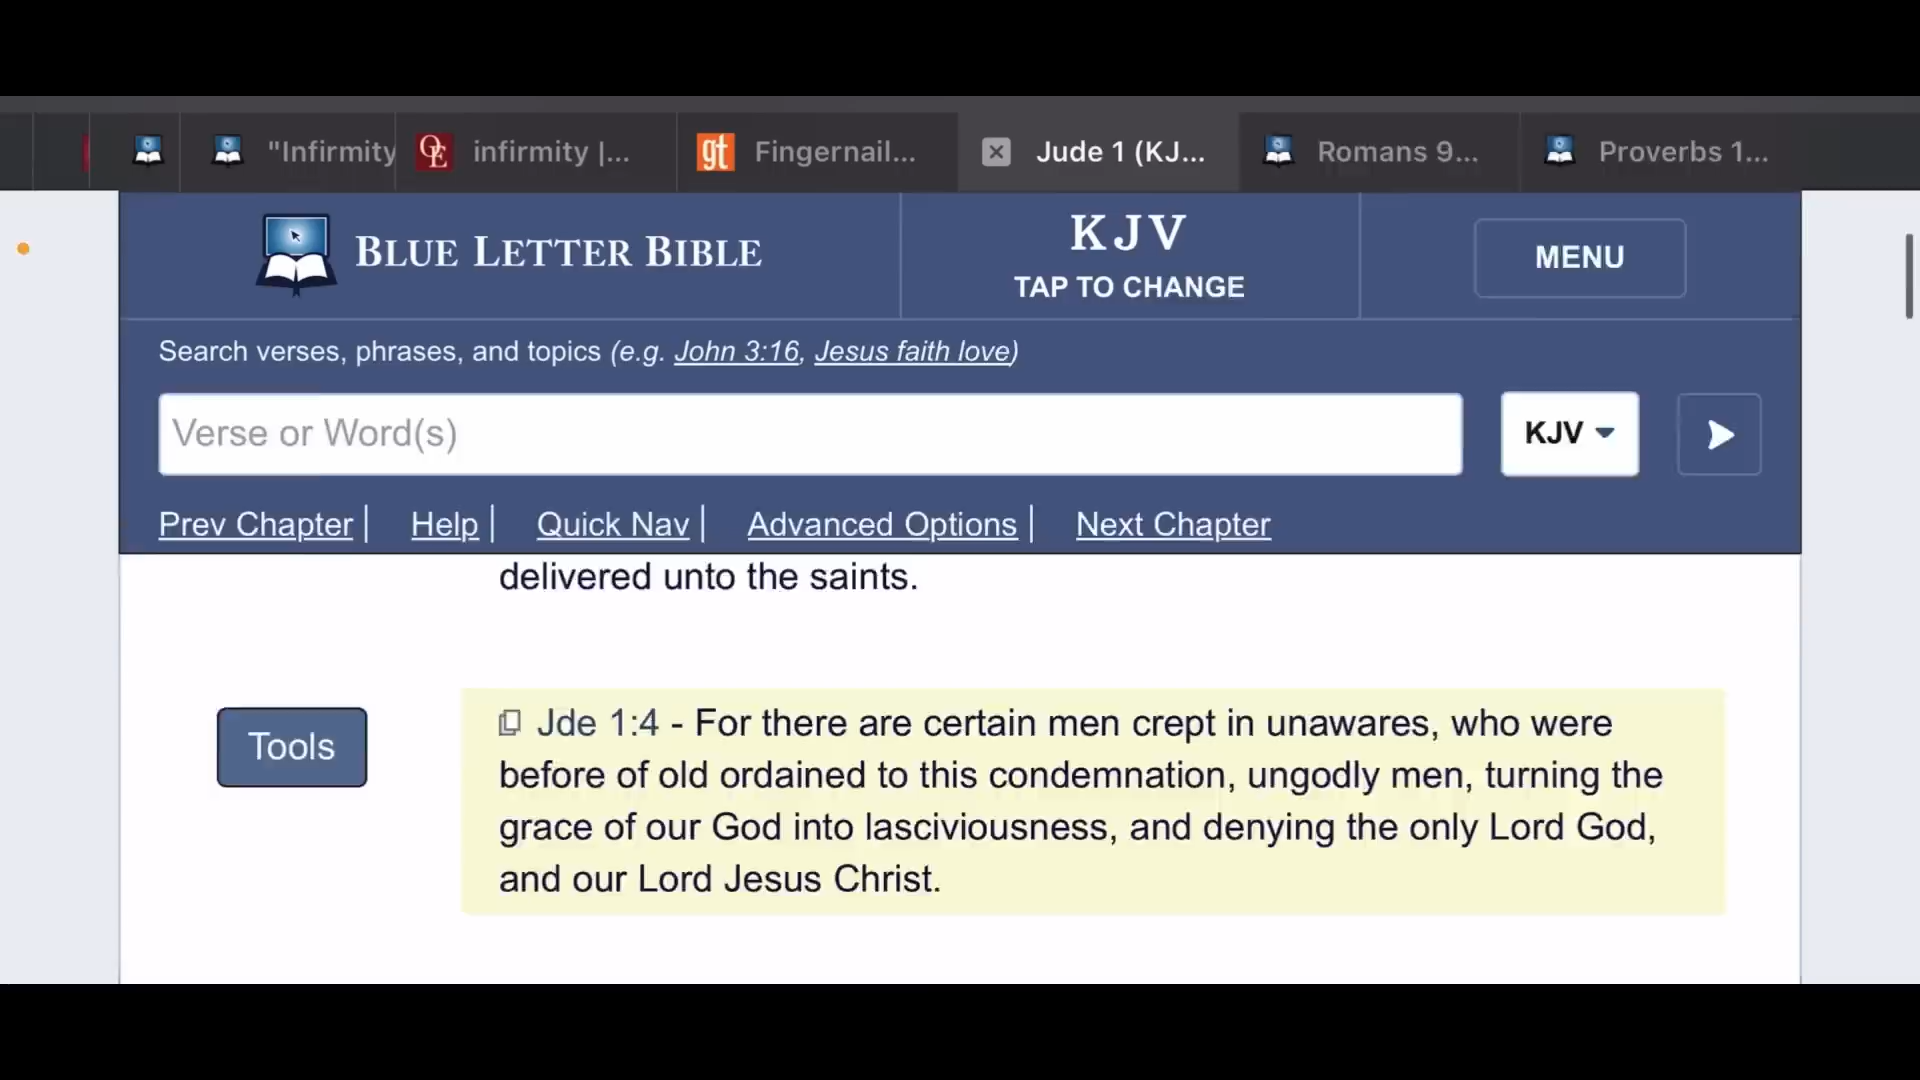 "Infirmity
OE
infirmity |...
gt
Fingernail...
Jude 1 (KJ...
Romans 9...
Proverbs 1...
BLUE LETTER BIBLE
KJV
TAP TO CHANGE
MENU
Search verses, phrases, and topics (e.g. John 3:16, Jesus faith love)
Verse or Word(s)
KJV
Prev Chapter | Help | Quick Nav | Advanced Options | Next Chapter
delivered unto the saints.
Tools
Jde 1:4 - For there are certain men crept in unawares, who were
before of old ordained to this condemnation, ungodly men, turning the
grace of our God into lasciviousness, and denying the only Lord God,
and our Lord Jesus Christ.